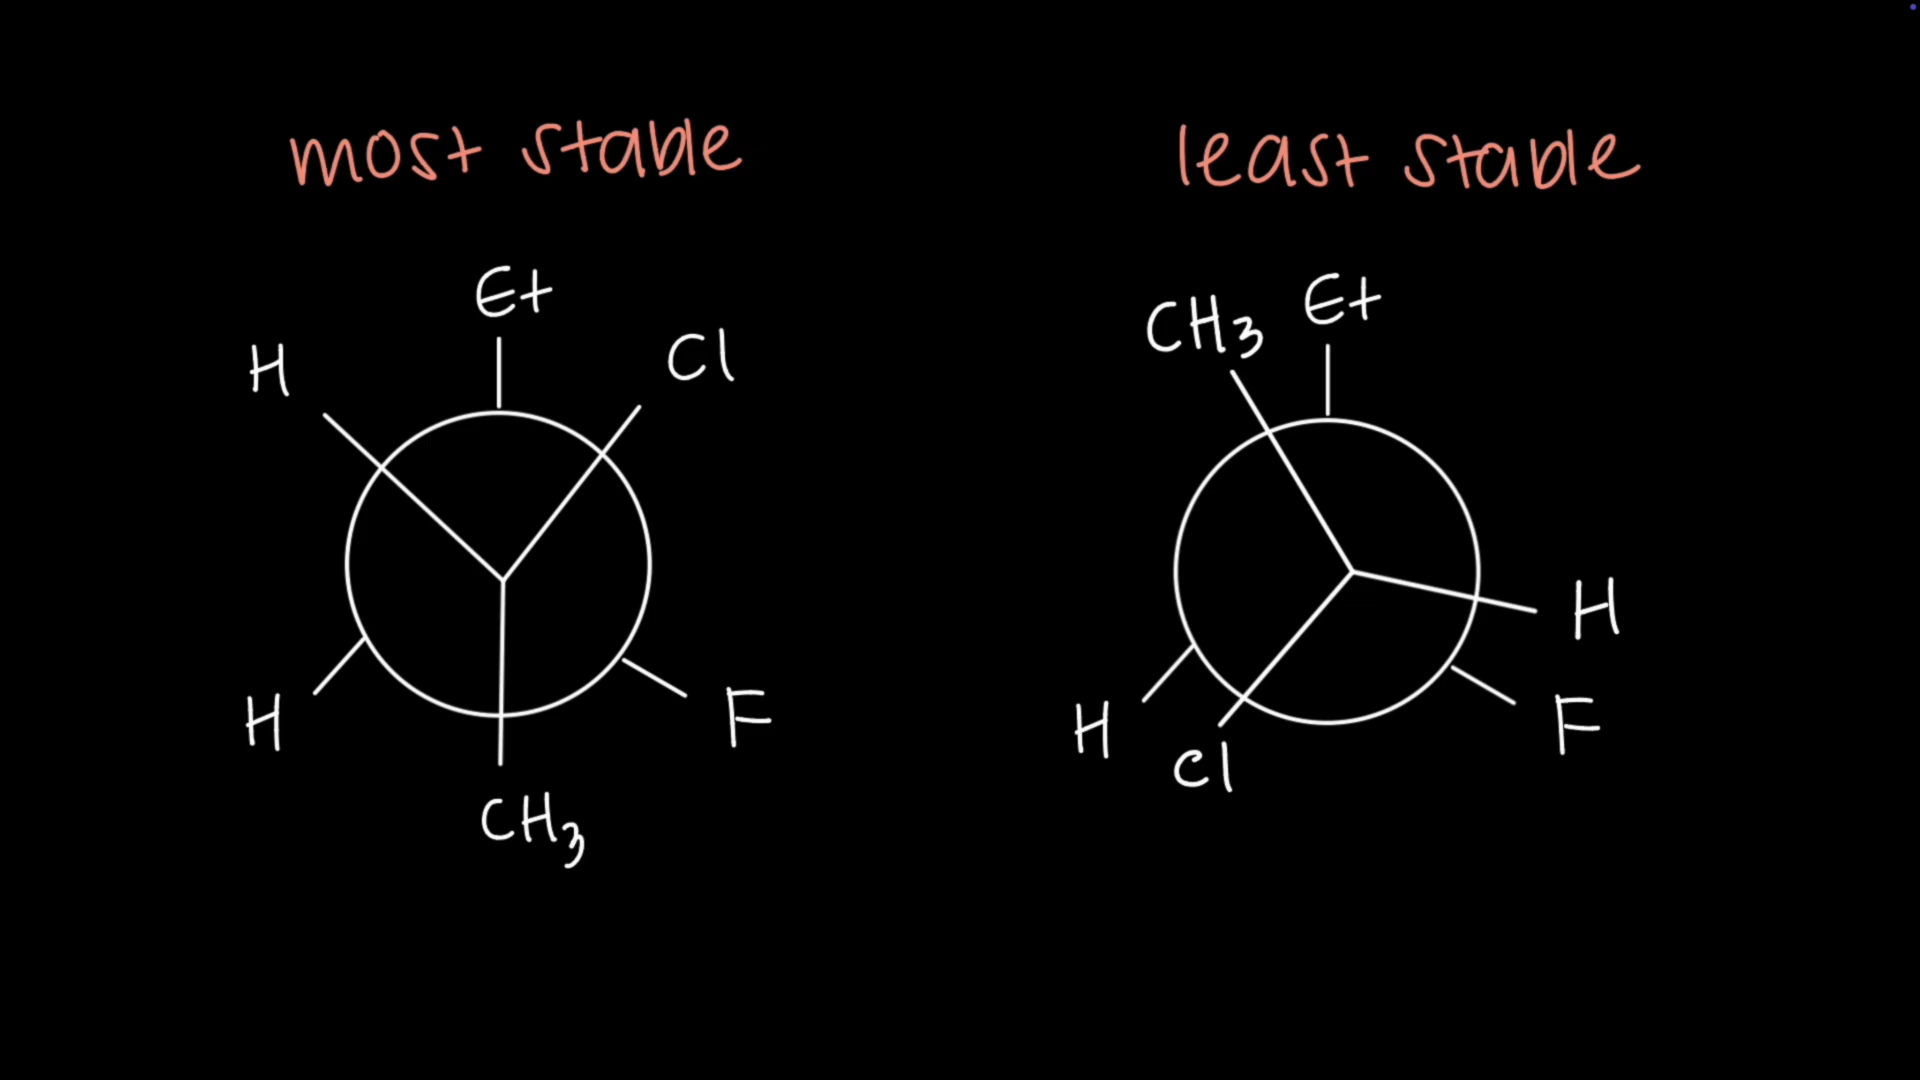 most stable
least stable
Et
H
Cl
H
F
CH3
CH3
Et
H
H
F
Cl